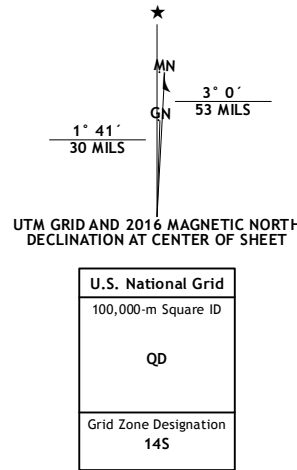 ★
MN
3° 0´
53 MILS
GN
1° 41´
30 MILS
UTM GRID AND 2016 MAGNETIC NORTH
DECLINATION AT CENTER OF SHEET
U.S. National Grid
100,000-m Square ID
QD
Grid Zone Designation
14S